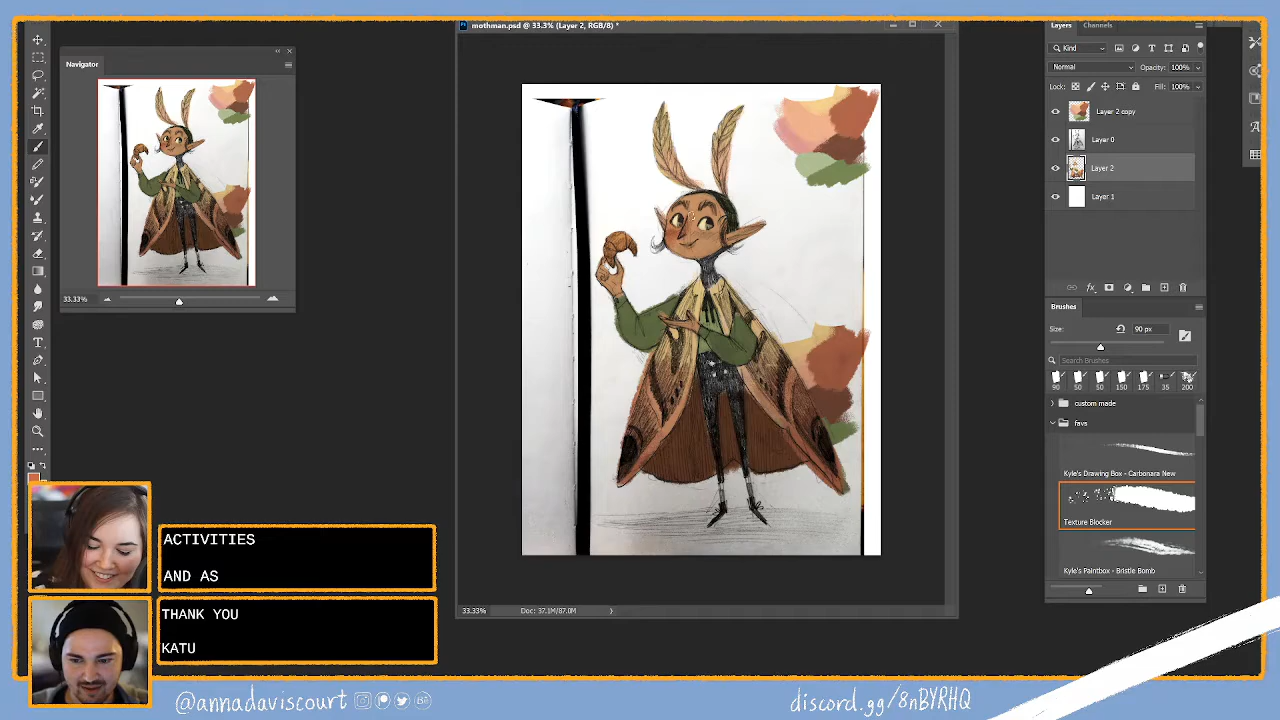 mothman.psd @ 33.3% (Layer 2, RGB/8) *
Navigator
33.33%
Layers
Channels
Kind
Normal
Opacity: 100%
Lock:
Fill: 100%
Layer 2 copy
Layer 0
Layer 2
Layer 1
fx
Brushes
Size:
90 px
Search Brushes
90
50
50
150
175
35
200
custom made
favs
Kyle's Drawing Box - Carbonara New
Texture Blocker
Kyle's Paintbox - Bristle Bomb
33.33%
Doc: 37.1M/87.0M
ACTIVITIES
AND AS
THANK YOU
KATU
@annadaviscourt
discord.gg/8nBYRHQ